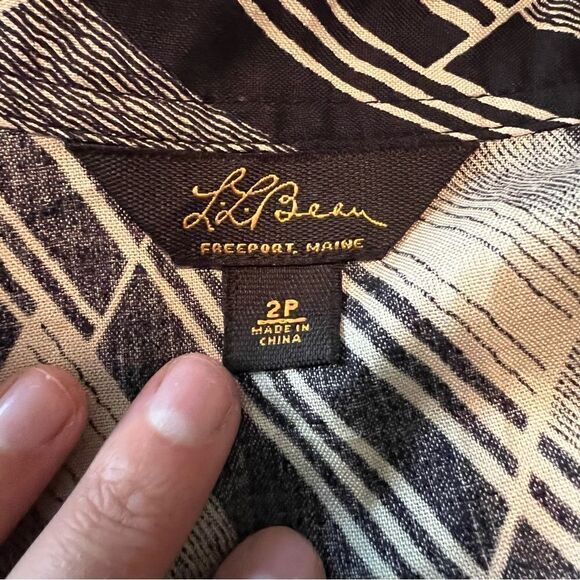 L.L.Bean
FREEPORT, MAINE
2P
MADE IN
CHINA